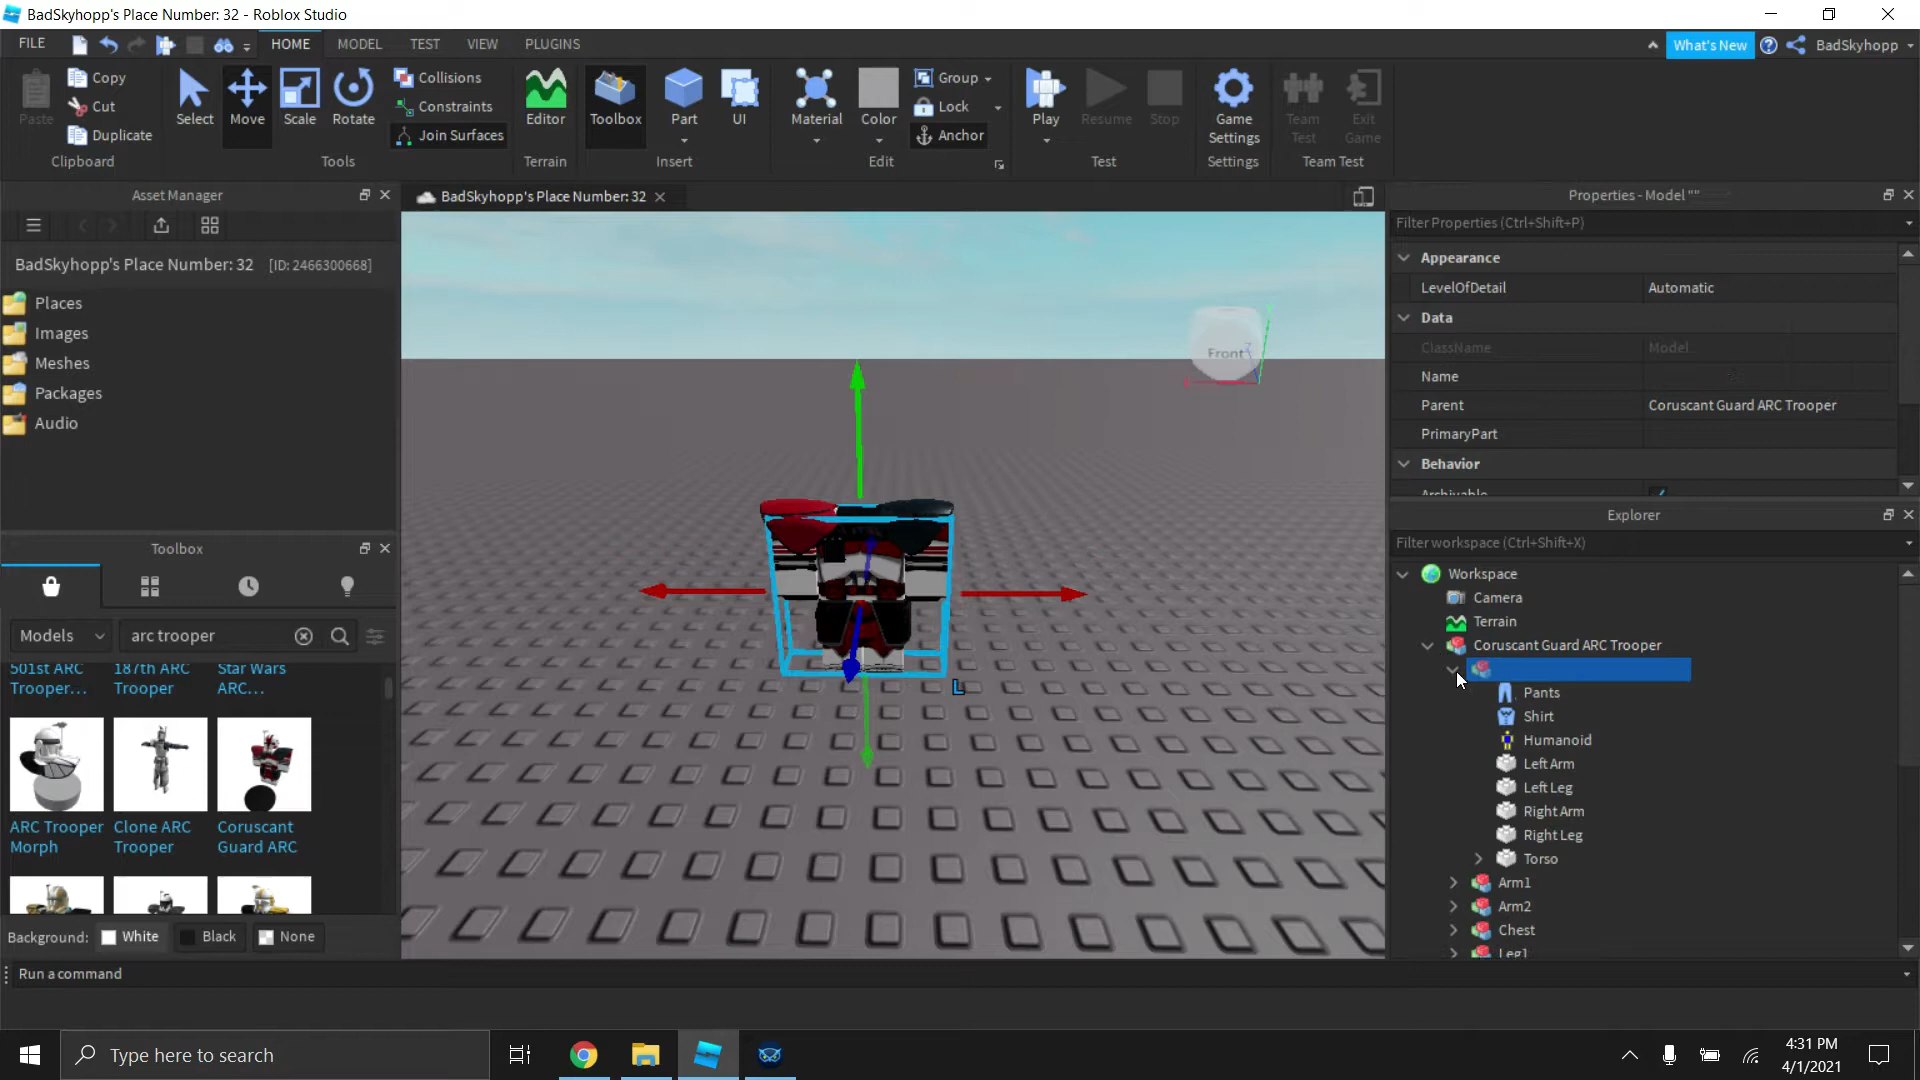 BadSkyhopp's Place Number: 32 - Roblox Studio
FILE HOME MODEL TEST VIEW PLUGINS What's New BadSkyhopp
Paste Copy Cut Duplicate
Clipboard
Select Move Scale Rotate
Collisions
Constraints
Join Surfaces
Tools
Editor
Terrain
Toolbox Part UI
Insert
Material Color
Group
Lock
Anchor
Edit
Play Resume Stop
Test
Game Settings
Settings
Team Test
Exit Game
Team Test
Asset Manager
BadSkyhopp's Place Number: 32 [ID: 2466300668]
Places
Images
Meshes
Packages
Audio
Toolbox
Models arc trooper
501st ARC Trooper...
187th ARC Trooper
Star Wars ARC...
ARC Trooper Morph
Clone ARC Trooper
Coruscant Guard ARC
Background: White Black None
Run a command
BadSkyhopp's Place Number: 32
Front
Z
L
Properties - Model ""
Filter Properties (Ctrl+Shift+P)
Appearance
LevelOfDetail Automatic
Data
ClassName Model
Name
Parent Coruscant Guard ARC Trooper
PrimaryPart
Behavior
Archivable
Explorer
Filter workspace (Ctrl+Shift+X)
Workspace
Camera
Terrain
Coruscant Guard ARC Trooper
Pants
Shirt
Humanoid
Left Arm
Left Leg
Right Arm
Right Leg
Torso
Arm1
Arm2
Chest
Leg1
Type here to search
4:31 PM
4/1/2021